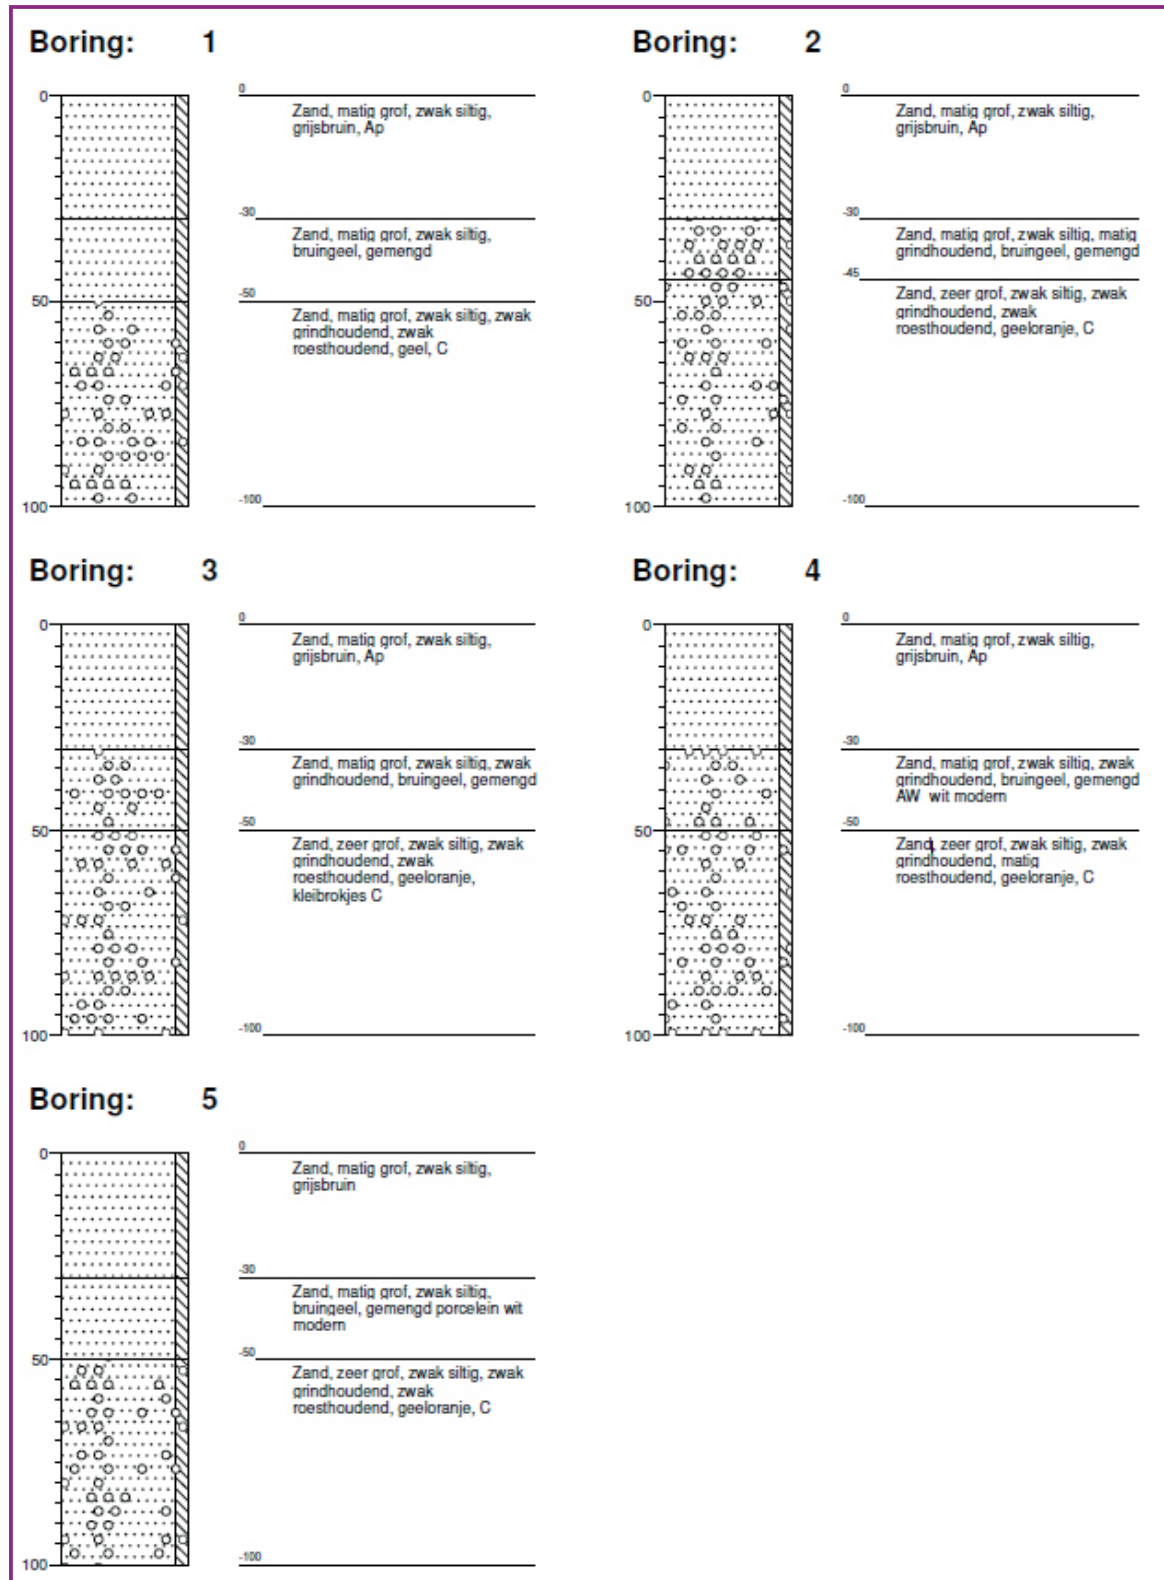 Boring: 1
0
50
100
0
Zand, matig grof, zwak siltig,
grijsbruin, Ap
-30
Zand, matig grof, zwak siltig,
bruingeel, gemengd
-50
Zand, matig grof, zwak siltig, zwak
grindhoudend, zwak
roesthoudend, geel, C
-100
Boring: 2
0
50
100
0
Zand, matig grof, zwak siltig,
grijsbruin, Ap
-30
Zand, matig grof, zwak siltig, matig
grindhoudend, bruingeel, gemengd
-45
Zand, zeer grof, zwak siltig, zwak
grindhoudend, zwak
roesthoudend, geeloranje, C
-100
Boring: 3
0
50
100
0
Zand, matig grof, zwak siltig,
grijsbruin, Ap
-30
Zand, matig grof, zwak siltig, zwak
grindhoudend, bruingeel, gemengd
-50
Zand, zeer grof, zwak siltig, zwak
grindhoudend, zwak
roesthoudend, geeloranje,
kleibrokjes C
-100
Boring: 4
0
50
100
0
Zand, matig grof, zwak siltig,
grijsbruin, Ap
-30
Zand, matig grof, zwak siltig, zwak
grindhoudend, bruingeel, gemengd
AW wit modern
-50
Zand, zeer grof, zwak siltig, zwak
grindhoudend, matig
roesthoudend, geeloranje, C
-100
Boring: 5
0
50
100
0
Zand, matig grof, zwak siltig,
grijsbruin
-30
Zand, matig grof, zwak siltig,
bruingeel, gemengd porcelein wit
modern
-50
Zand, zeer grof, zwak siltig, zwak
grindhoudend, zwak
roesthoudend, geeloranje, C
-100